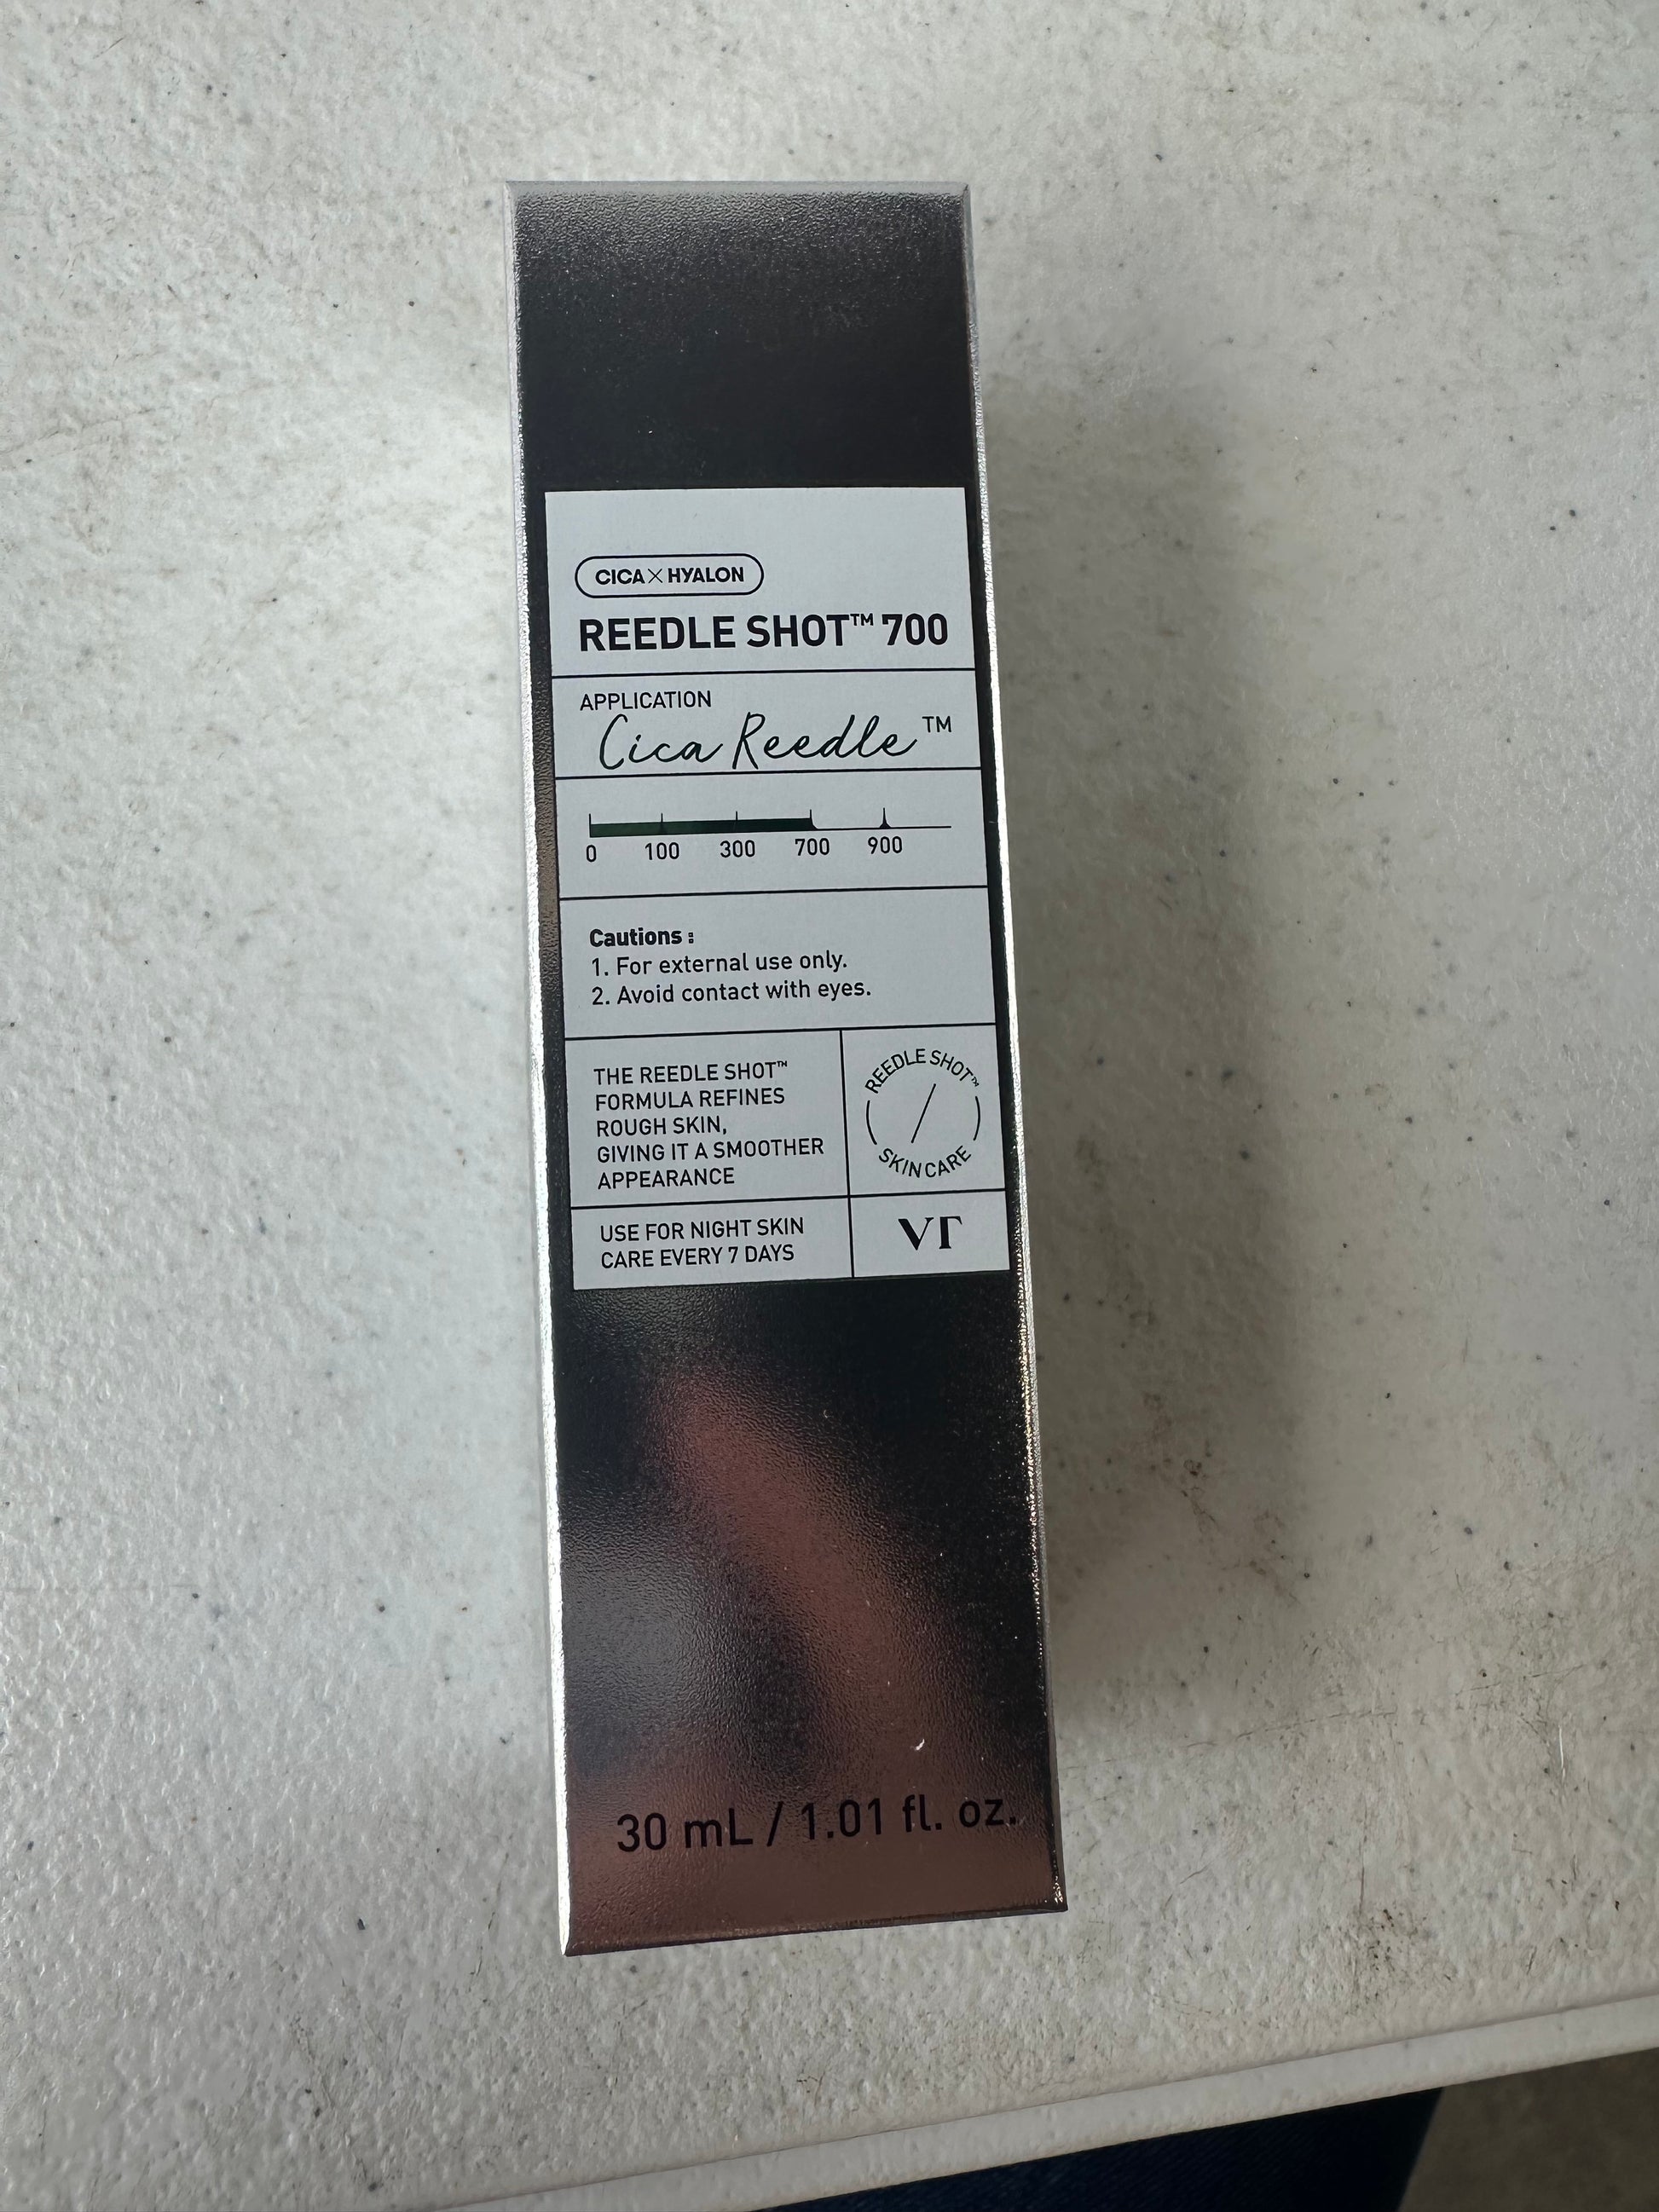 CICA×HYALON
REEDLE SHOT™ 700
APPLICATION
Cica Reedle™
0 100 300 700 900
Cautions :
1. For external use only.
2. Avoid contact with eyes.
THE REEDLE SHOT™
FORMULA REFINES
ROUGH SKIN,
GIVING IT A SMOOTHER
APPEARANCE
REEDLE SHOT™
SKINCARE
USE FOR NIGHT SKIN
CARE EVERY 7 DAYS
VT
30 mL / 1.01 fl. oz.